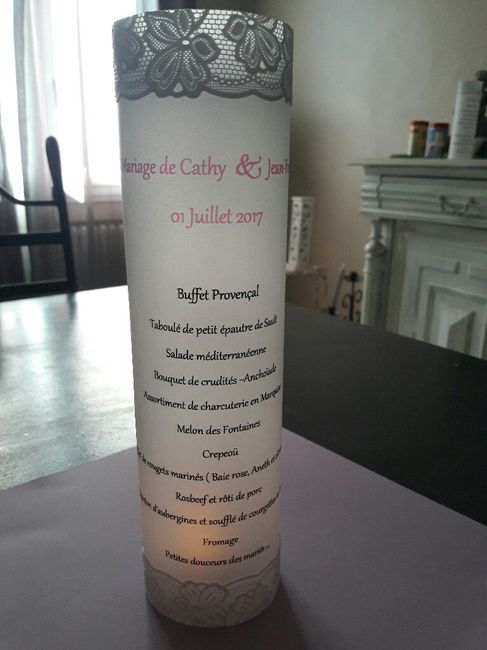 Mariage de Cathy & Jean-
01 Juillet 2017
Buffet Provençal
Taboulé de petit épautre de Sault
Salade méditerranéenne
Bouquet de crudités –Anchoïade
Assortiment de charcuterie en Marquise
Melon des Fontaines
Crepeoü
de rougets marinés ( Baie rose, Aneth et
Rosbeef et rôti de porc
d'aubergines et soufflé de courgettes
Fromage
Petites douceurs des mariés ..